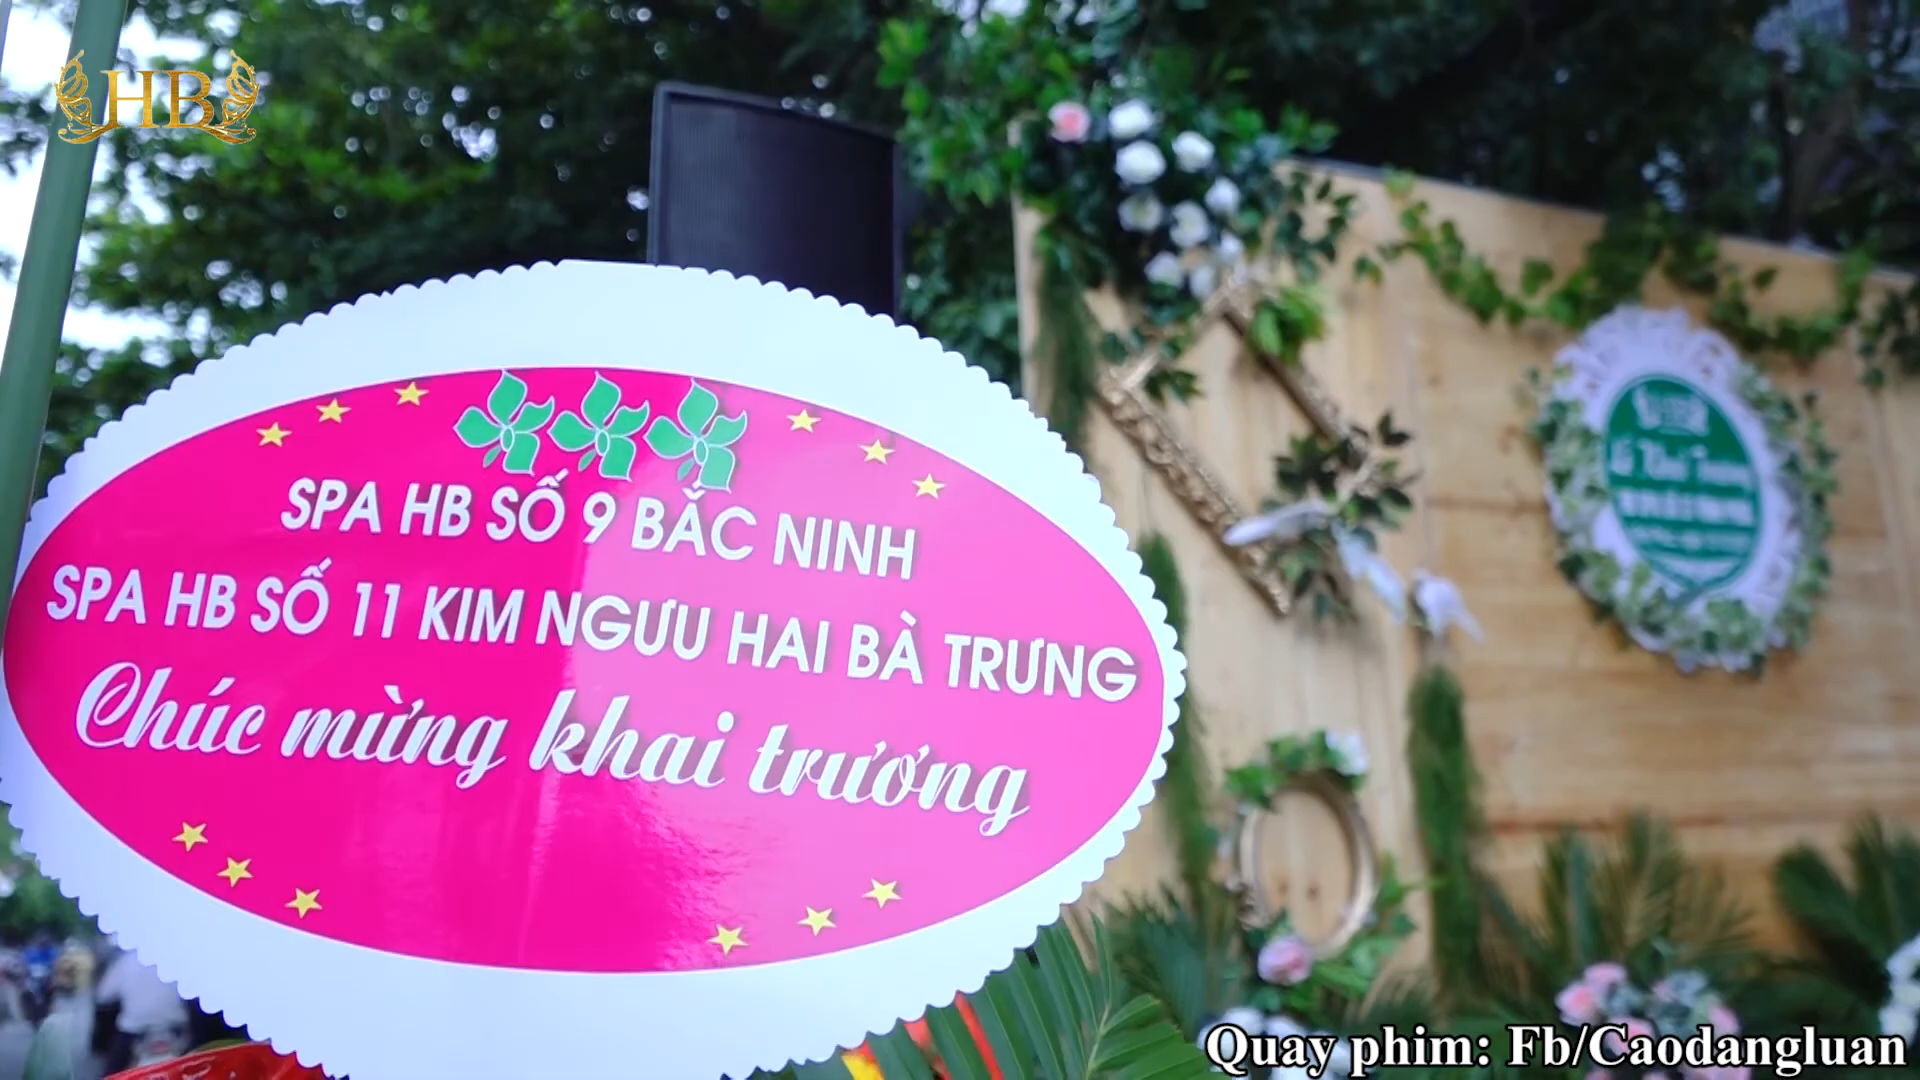 HB
SPA HB SỐ 9 BẮC NINH
SPA HB SỐ 11 KIM NGƯU HAI BÀ TRƯNG
Chúc mừng khai trương
Quay phim: Fb/Caodangluan